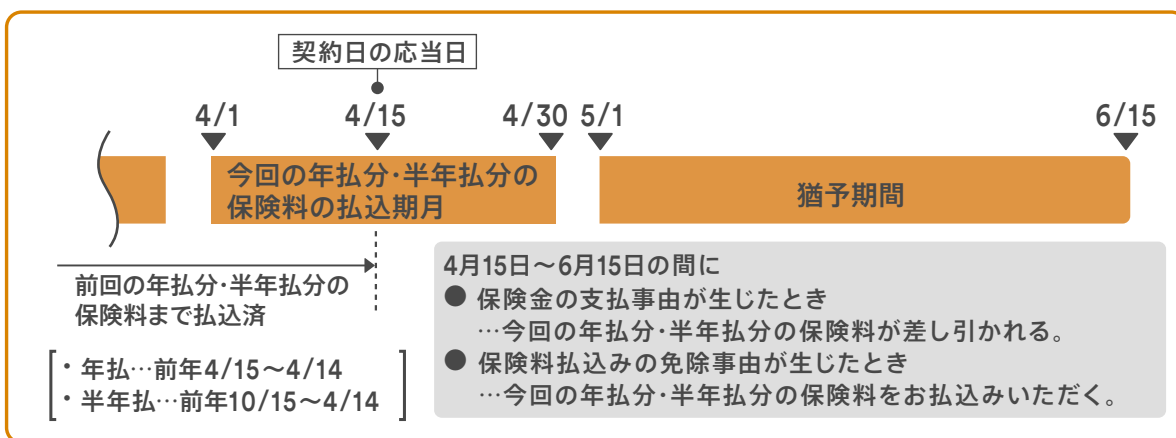 契約日の応当日
4/1 4/15 4/30 5/1 6/15
今回の年払分・半年払分の
保険料の払込期月
猶予期間
前回の年払分・半年払分の
保険料まで払込済
・年払…前年4/15～4/14
・半年払…前年10/15～4/14
4月15日～6月15日の間に
● 保険金の支払事由が生じたとき
…今回の年払分・半年払分の保険料が差し引かれる。
● 保険料払込みの免除事由が生じたとき
…今回の年払分・半年払分の保険料をお払込みいただく。